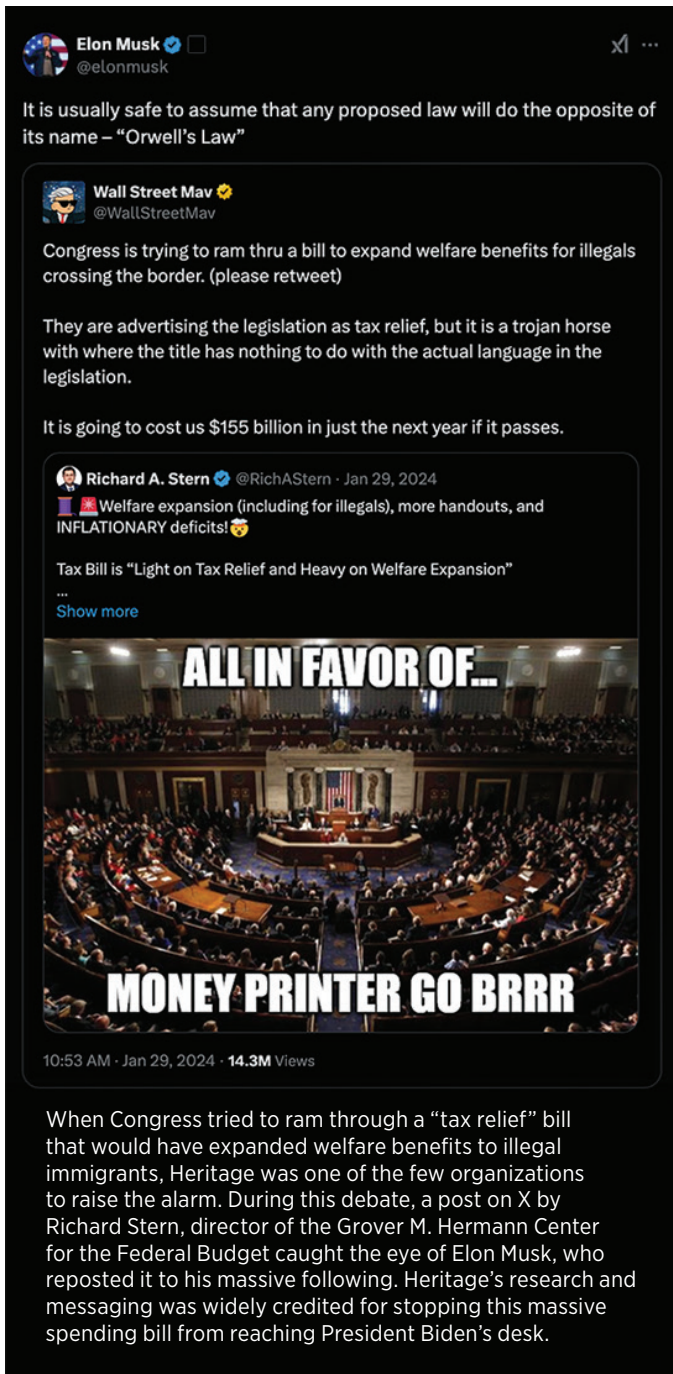 Elon Musk
@elonmusk
It is usually safe to assume that any proposed law will do the opposite of
its name – “Orwell’s Law”
Wall Street Mav
@WallStreetMav
Congress is trying to ram thru a bill to expand welfare benefits for illegals
crossing the border. (please retweet)
They are advertising the legislation as tax relief, but it is a trojan horse
with where the title has nothing to do with the actual language in the
legislation.
It is going to cost us $155 billion in just the next year if it passes.
Richard A. Stern @RichAStern · Jan 29, 2024
🧵🚨Welfare expansion (including for illegals), more handouts, and
INFLATIONARY deficits!🤯
Tax Bill is “Light on Tax Relief and Heavy on Welfare Expansion”
...
Show more
ALL IN FAVOR OF...
MONEY PRINTER GO BRRR
10:53 AM · Jan 29, 2024 · 14.3M Views
When Congress tried to ram through a “tax relief” bill
that would have expanded welfare benefits to illegal
immigrants, Heritage was one of the few organizations
to raise the alarm. During this debate, a post on X by
Richard Stern, director of the Grover M. Hermann Center
for the Federal Budget caught the eye of Elon Musk, who
reposted it to his massive following. Heritage’s research and
messaging was widely credited for stopping this massive
spending bill from reaching President Biden’s desk.